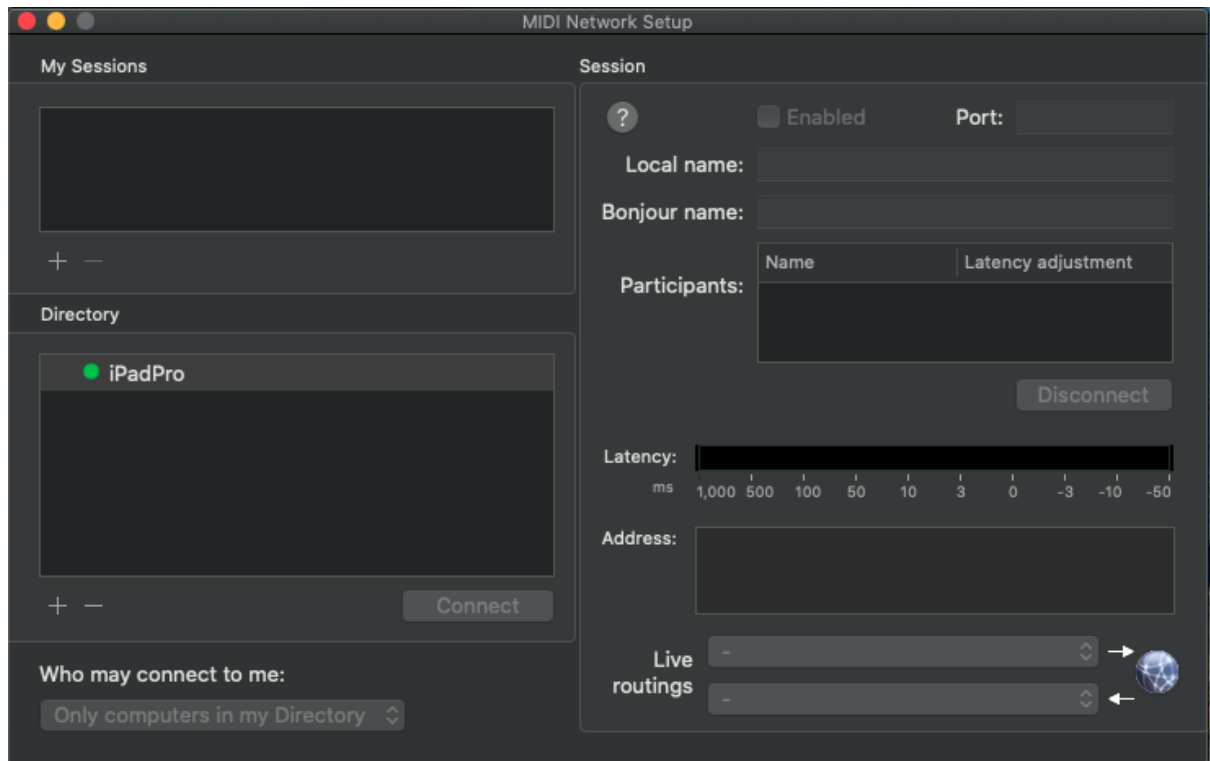 MIDI Network Setup
My Sessions
+ −
Directory
iPadPro
+ −
Connect
Who may connect to me:
Only computers in my Directory
Session
?
Enabled
Port:
Local name:
Bonjour name:
Participants:
Name
Latency adjustment
Disconnect
Latency:
ms
1,000 500 100 50 10 3 0 -3 -10 -50
Address:
Live
routings
-
-